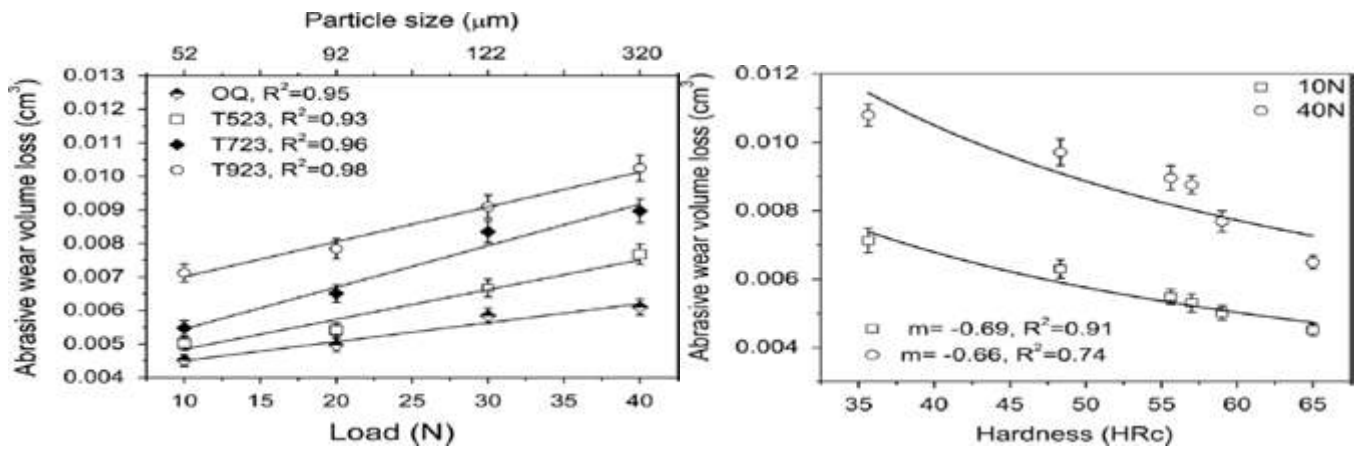 Particle size (μm)
52 92 122 320
Abrasive wear volume loss (cm³)
0.013
0.012
0.011
0.010
0.009
0.008
0.007
0.006
0.005
0.004
OQ, R²=0.95
T523, R²=0.93
T723, R²=0.96
T923, R²=0.98
10 15 20 25 30 35 40
Load (N)
Abrasive wear volume loss (cm³)
0.012
0.010
0.008
0.006
0.004
10N
40N
m= -0.69, R²=0.91
m= -0.66, R²=0.74
35 40 45 50 55 60 65
Hardness (HRc)